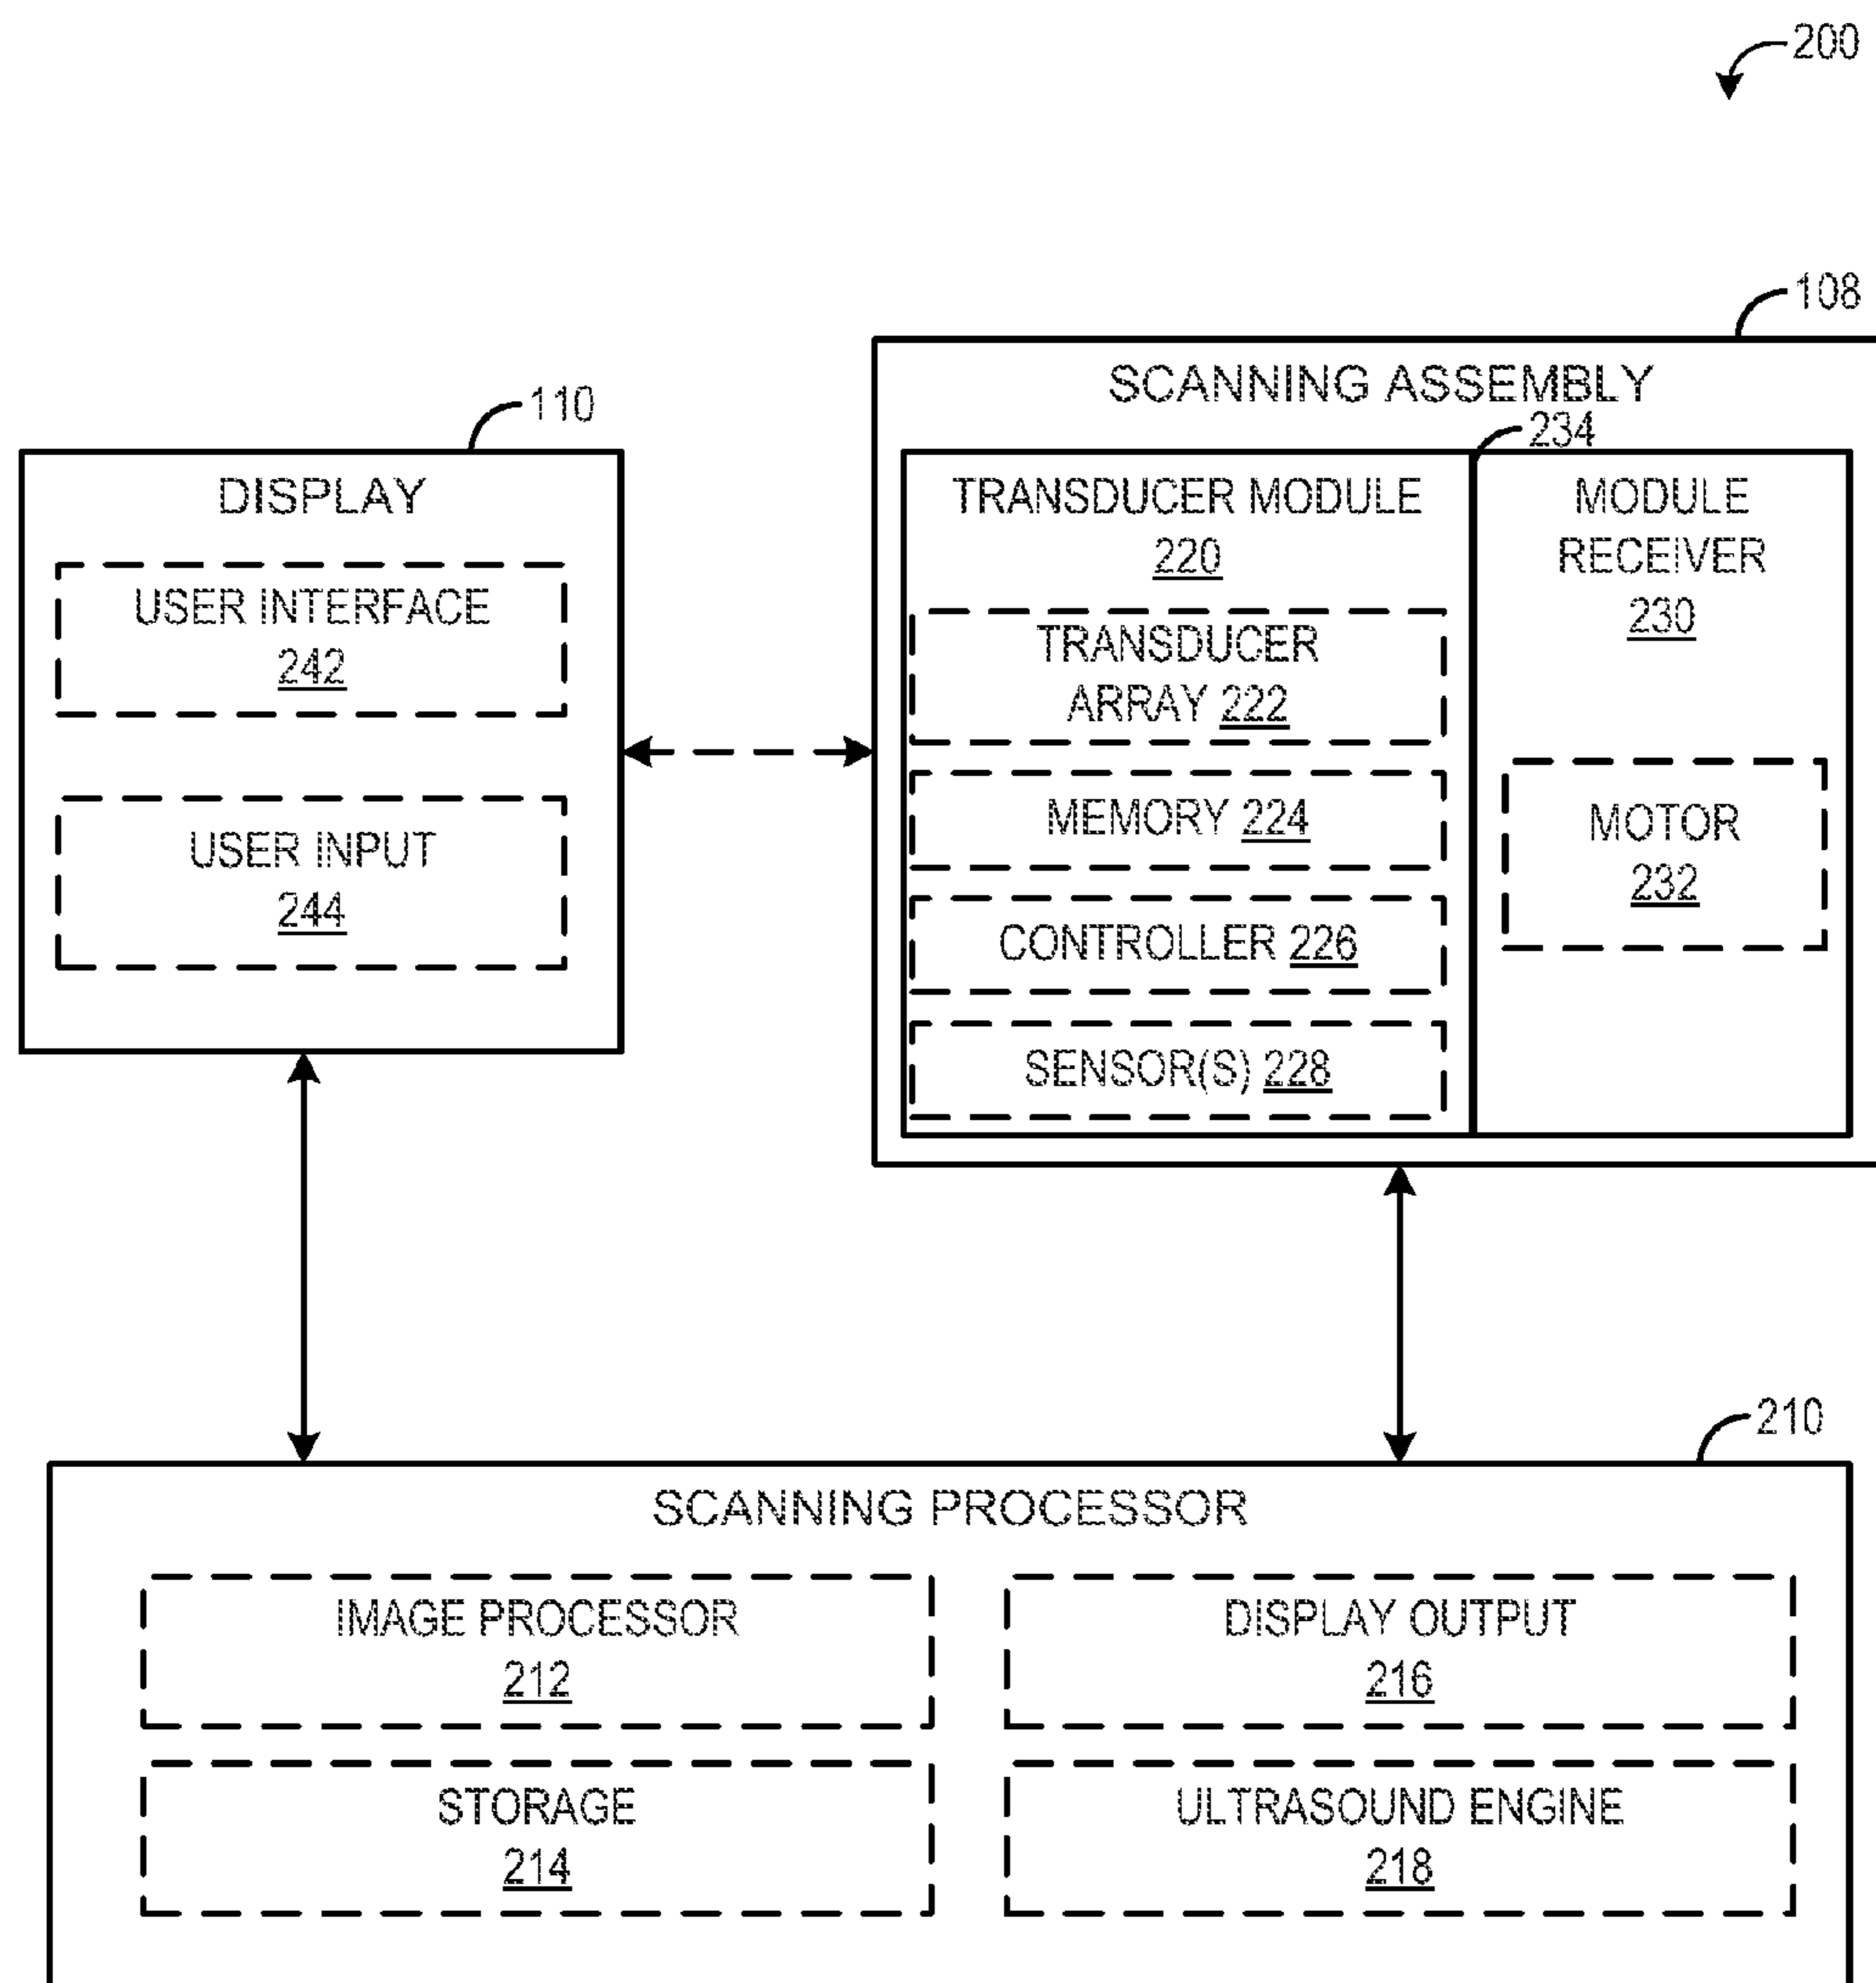 200
108
SCANNING ASSEMBLY
110
234
DISPLAY
USER INTERFACE
242
USER INPUT
244
TRANSDUCER MODULE
220
TRANSDUCER
ARRAY 222
MEMORY 224
CONTROLLER 226
SENSOR(S) 228
MODULE
RECEIVER
230
MOTOR
232
210
SCANNING PROCESSOR
IMAGE PROCESSOR
212
DISPLAY OUTPUT
216
STORAGE
214
ULTRASOUND ENGINE
218